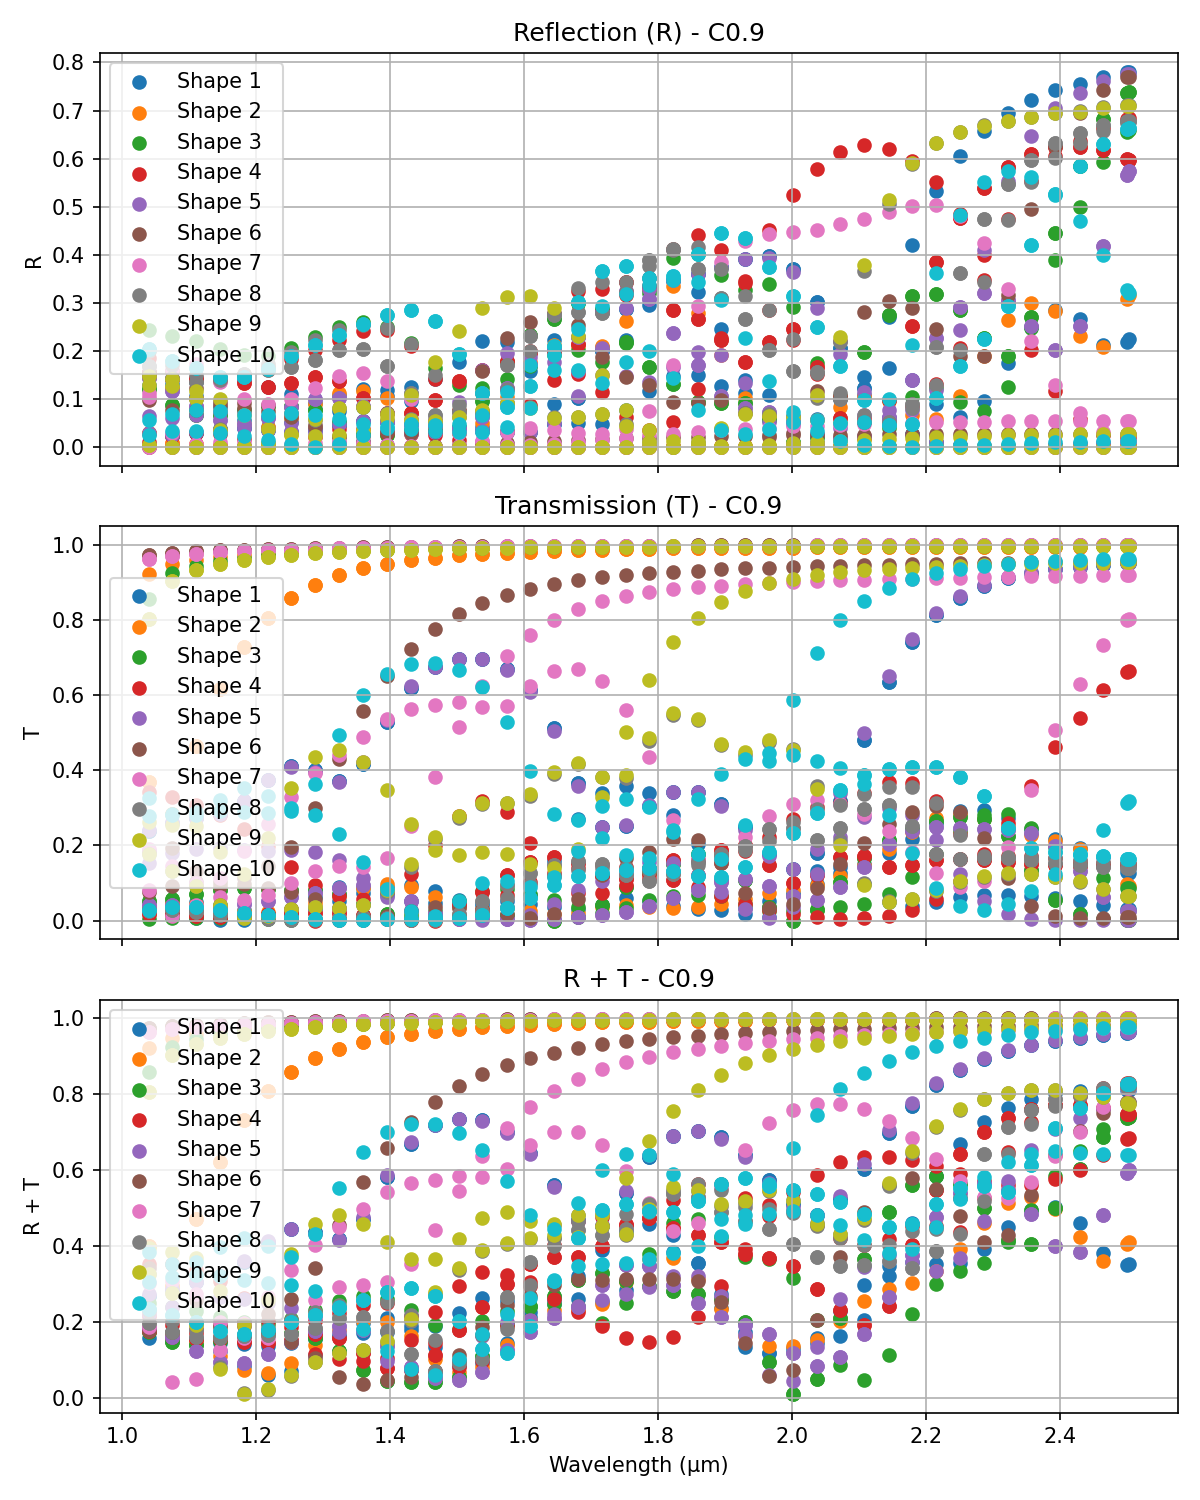 Reflection (R) - C0.9
0.8
0.7
0.6
0.5
0.4
0.3
0.2
0.1
0.0
R
Shape 1
Shape 2
Shape 3
Shape 4
Shape 5
Shape 6
Shape 7
Shape 8
Shape 9
Shape 10
Transmission (T) - C0.9
1.0
0.8
0.6
0.4
0.2
0.0
T
Shape 1
Shape 2
Shape 3
Shape 4
Shape 5
Shape 6
Shape 7
Shape 8
Shape 9
Shape 10
R + T - C0.9
1.0
0.8
0.6
0.4
0.2
0.0
R + T
Shape 1
Shape 2
Shape 3
Shape 4
Shape 5
Shape 6
Shape 7
Shape 8
Shape 9
Shape 10
1.0 1.2 1.4 1.6 1.8 2.0 2.2 2.4
Wavelength (μm)